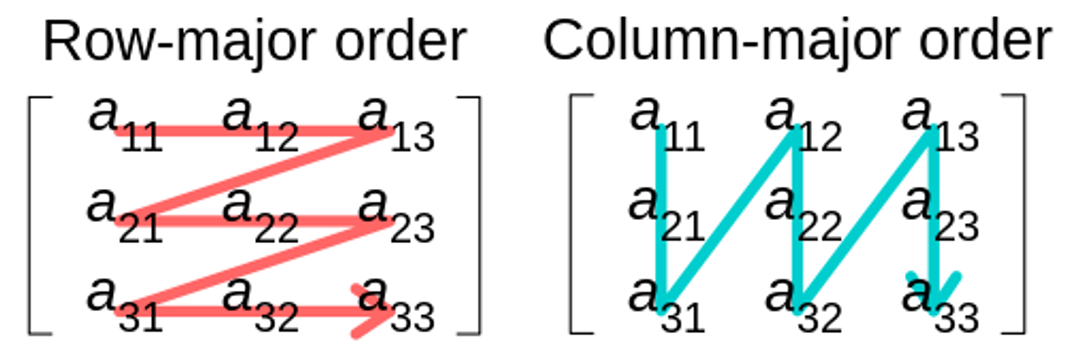 Row-major order
a11 a12 a13
a21 a22 a23
a31 a32 a33
Column-major order
a11 a12 a13
a21 a22 a23
a31 a32 a33